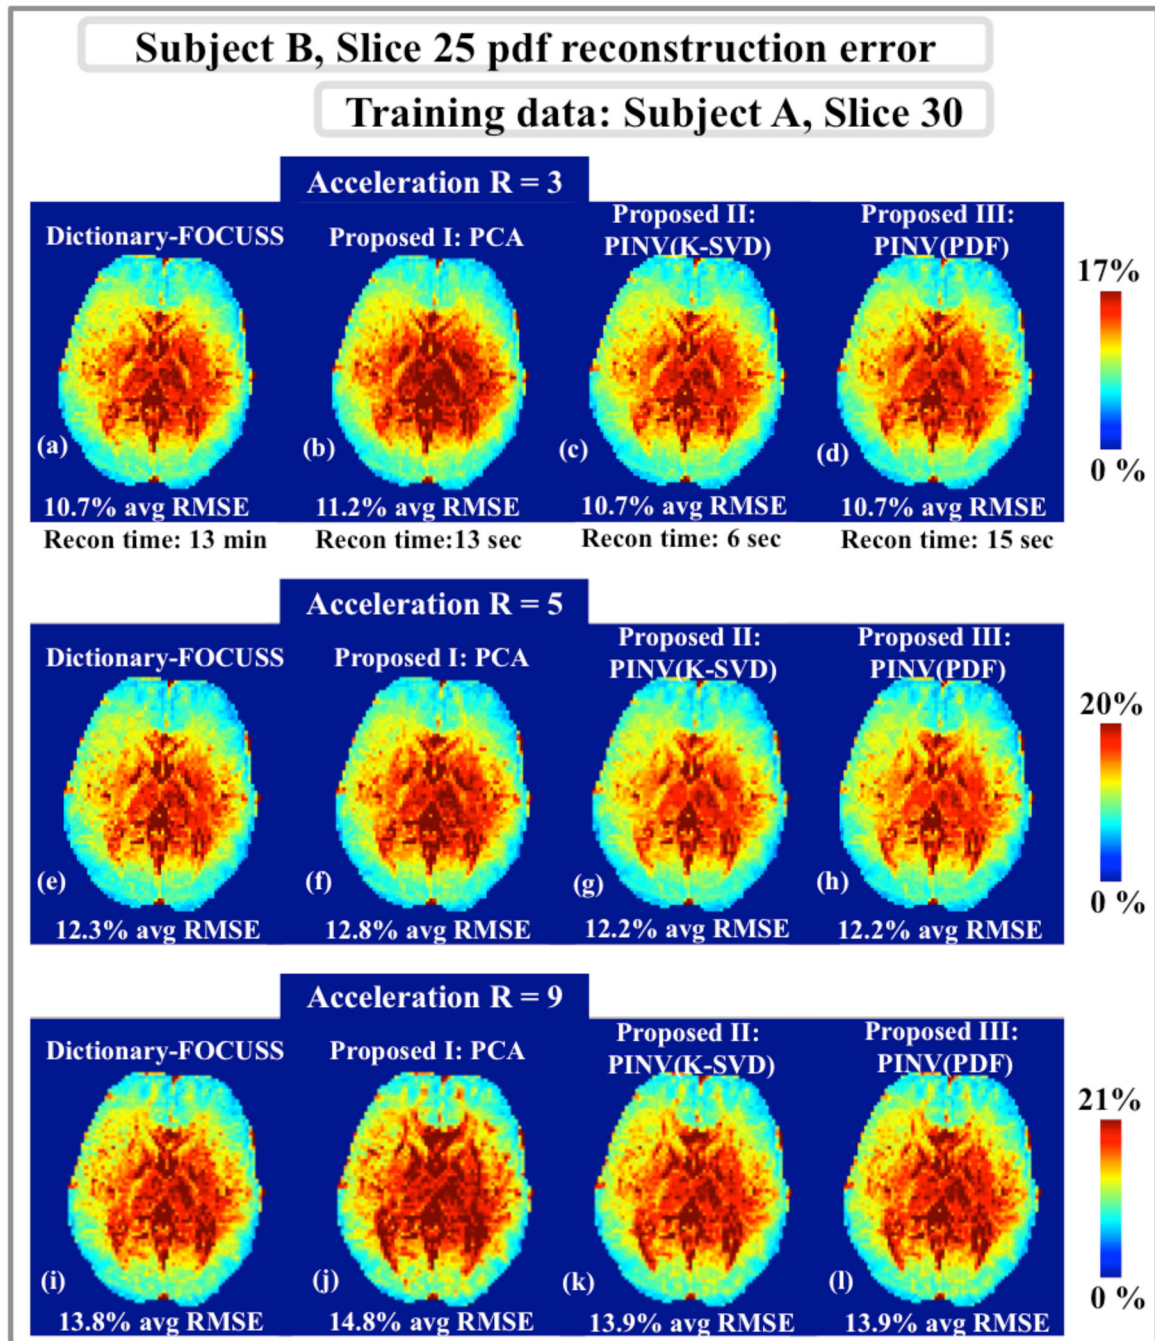 Subject B, Slice 25 pdf reconstruction error
Training data: Subject A, Slice 30
Acceleration R = 3
Dictionary-FOCUSS
Proposed I: PCA
Proposed II:
PINV(K-SVD)
Proposed III:
PINV(PDF)
17%
0 %
(a)
(b)
(c)
(d)
10.7% avg RMSE
11.2% avg RMSE
10.7% avg RMSE
10.7% avg RMSE
Recon time: 13 min
Recon time:13 sec
Recon time: 6 sec
Recon time: 15 sec
Acceleration R = 5
Dictionary-FOCUSS
Proposed I: PCA
Proposed II:
PINV(K-SVD)
Proposed III:
PINV(PDF)
20%
0 %
(e)
(f)
(g)
(h)
12.3% avg RMSE
12.8% avg RMSE
12.2% avg RMSE
12.2% avg RMSE
Acceleration R = 9
Dictionary-FOCUSS
Proposed I: PCA
Proposed II:
PINV(K-SVD)
Proposed III:
PINV(PDF)
21%
0 %
(i)
(j)
(k)
(l)
13.8% avg RMSE
14.8% avg RMSE
13.9% avg RMSE
13.9% avg RMSE